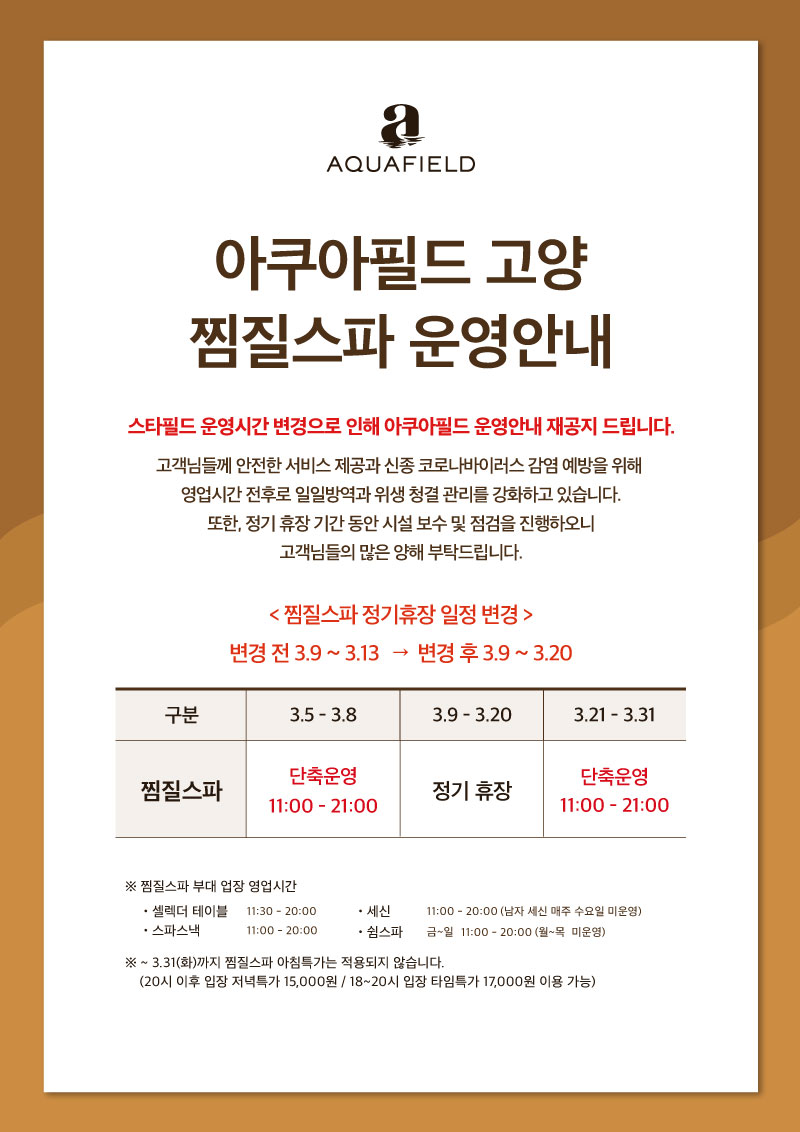 a
AQUAFIELD
아쿠아필드 고양
찜질스파 운영안내
스타필드 운영시간 변경으로 인해 아쿠아필드 운영안내 재공지 드립니다.
고객님들께 안전한 서비스 제공과 신종 코로나바이러스 감염 예방을 위해
영업시간 전후로 일일방역과 위생 청결 관리를 강화하고 있습니다.
또한, 정기 휴장 기간 동안 시설 보수 및 점검을 진행하오니
고객님들의 많은 양해 부탁드립니다.
< 찜질스파 정기휴장 일정 변경 >
변경 전 3.9 ~ 3.13 → 변경 후 3.9 ~ 3.20
구분 3.5 - 3.8 3.9 - 3.20 3.21 - 3.31
찜질스파 단축운영 11:00 - 21:00 정기 휴장 단축운영 11:00 - 21:00
※ 찜질스파 부대 업장 영업시간
• 셀렉더 테이블 11:30 - 20:00 • 세신 11:00 - 20:00 (남자 세신 매주 수요일 미운영)
• 스파스낵 11:00 - 20:00 • 쉼스파 금~일 11:00 - 20:00 (월~목 미운영)
※ ~ 3.31(화)까지 찜질스파 아침특가는 적용되지 않습니다.
(20시 이후 입장 저녁특가 15,000원 / 18~20시 입장 타임특가 17,000원 이용 가능)